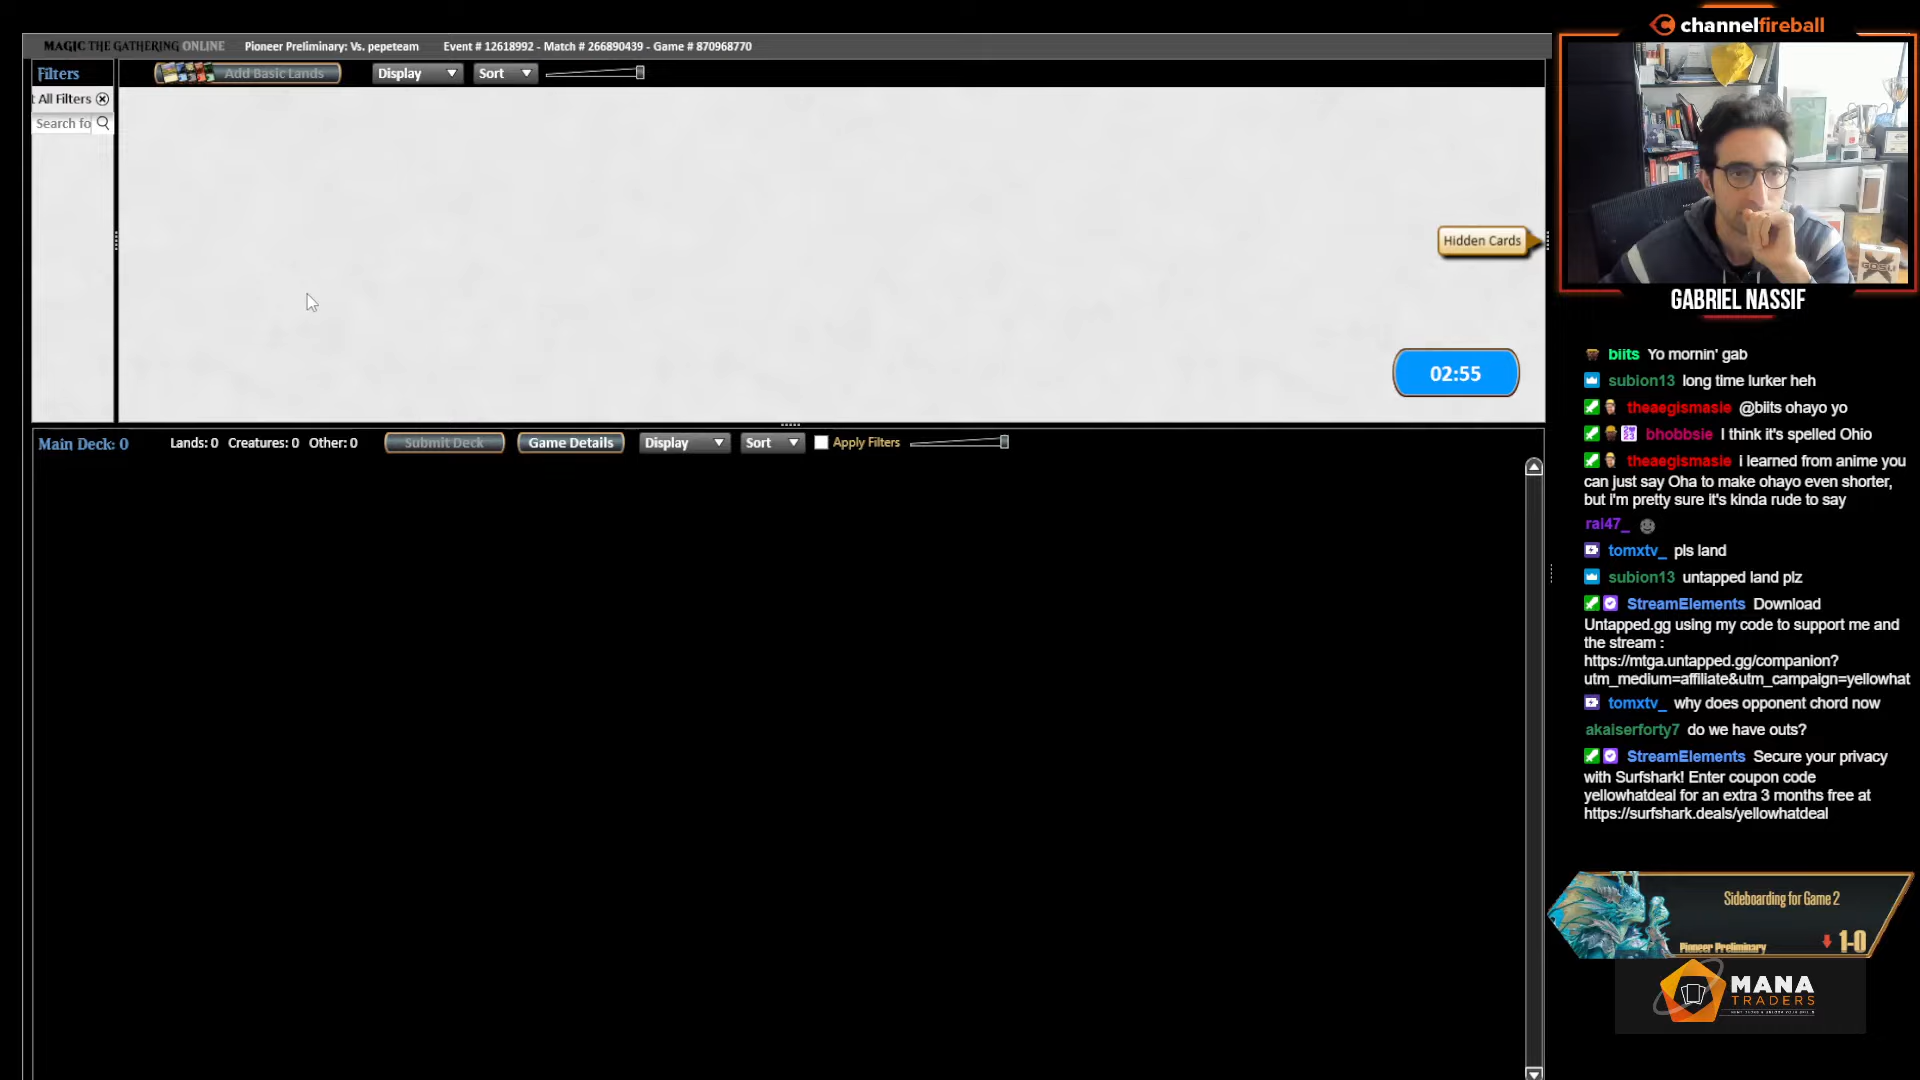 channelfireball
MAGIC THE GATHERING ONLINE Pioneer Preliminary: Vs. pepeteam Event # 12618992 - Match # 266890439 - Game # 870968770
Filters Add Basic Lands Display Sort
t All Filters
Search fo
Hidden Cards
GABRIEL NASSIF
02:55
Main Deck: 0 Lands: 0 Creatures: 0 Other: 0 Submit Deck Game Details Display Sort Apply Filters
biits Yo mornin' gab
subion13 long time lurker heh
theaegismasle @biits ohayo yo
bhobbsie I think it's spelled Ohio
theaegismasle i learned from anime you
can just say Oha to make ohayo even shorter,
but I'm pretty sure it's kinda rude to say
rai47_
tomxtv_ pls land
subion13 untapped land plz
StreamElements Download
Untapped.gg using my code to support me and
the stream :
https://mtga.untapped.gg/companion?
utm_medium=affiliate&utm_campaign=yellowhat
tomxtv_ why does opponent chord now
akaiserforty7 do we have outs?
StreamElements Secure your privacy
with Surfshark! Enter coupon code
yellowhatdeal for an extra 3 months free at
https://surfshark.deals/yellowhatdeal
Sideboarding for Game 2
Pioneer Preliminary 1-0
MANA
TRADERS